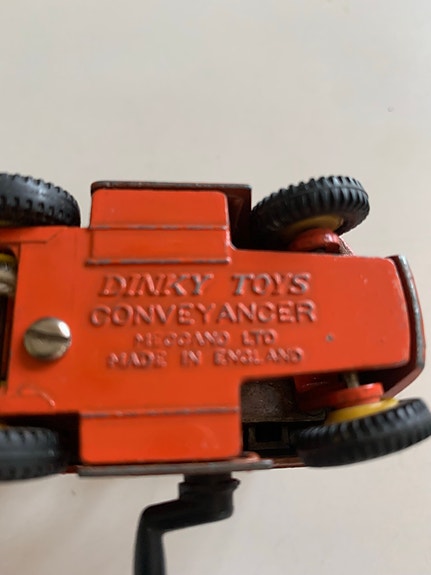 DINKY TOYS
CONVEYANCER
MECCANO LTD
MADE IN ENGLAND